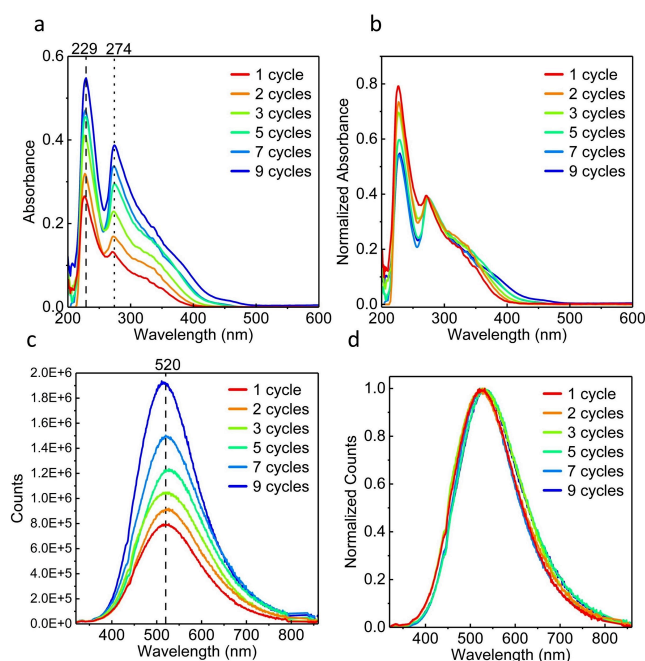 a
229 274
0.6
0.4
0.2
0.0
Absorbance
1 cycle
2 cycles
3 cycles
5 cycles
7 cycles
9 cycles
200 300 400 500 600
Wavelength (nm)
b
1.0
0.8
0.6
0.4
0.2
0.0
Normalized Absorbance
1 cycle
2 cycles
3 cycles
5 cycles
7 cycles
9 cycles
200 300 400 500 600
Wavelength (nm)
c
520
2.0E+6
1.8E+6
1.6E+6
1.4E+6
1.2E+6
1.0E+6
8.0E+5
6.0E+5
4.0E+5
2.0E+5
0.0E+0
Counts
1 cycle
2 cycles
3 cycles
5 cycles
7 cycles
9 cycles
400 500 600 700 800
Wavelength (nm)
d
1.0
0.8
0.6
0.4
0.2
0.0
Normalized Counts
1 cycle
2 cycles
3 cycles
5 cycles
7 cycles
9 cycles
400 500 600 700 800
Wavelength (nm)